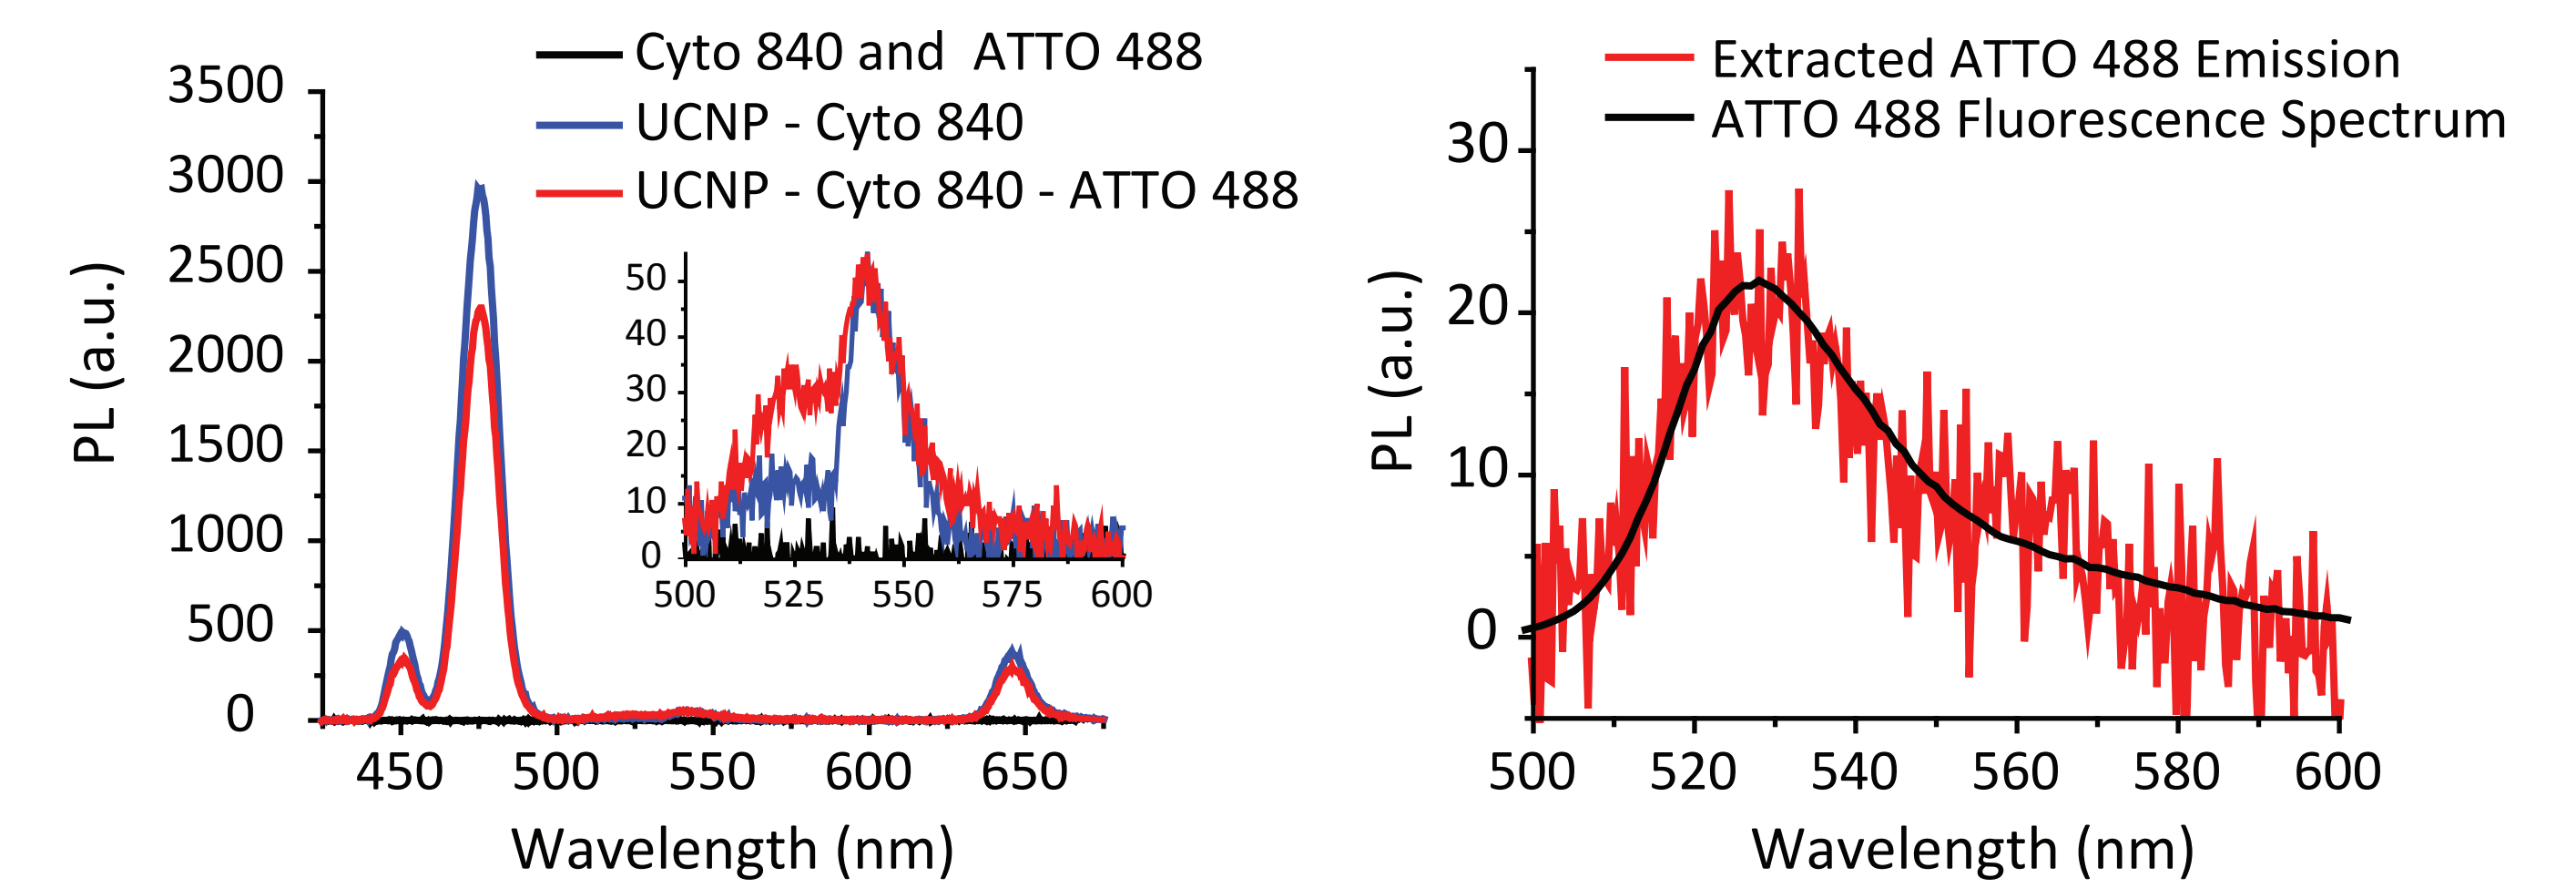 Cyto 840 and ATTO 488
UCNP - Cyto 840
UCNP - Cyto 840 - ATTO 488
PL (a.u.)
3500
3000
2500
2000
1500
1000
500
0
450 500 550 600 650
Wavelength (nm)
50
40
30
20
10
0
500 525 550 575 600
Extracted ATTO 488 Emission
ATTO 488 Fluorescence Spectrum
PL (a.u.)
30
20
10
0
500 520 540 560 580 600
Wavelength (nm)